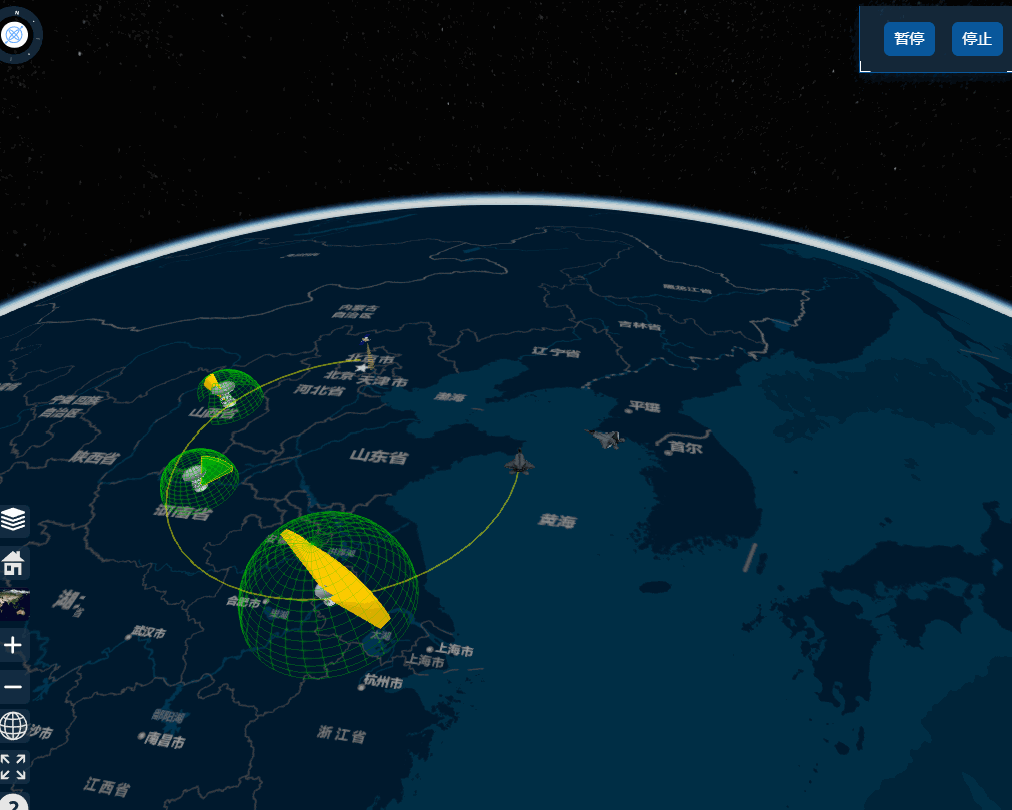 N
暂停
停止
黑龙江省
内蒙古
自治区
吉林省
辽宁省
北京市
北京
天津市
河北省
渤海
宁夏回族
自治区
山西省
平壤
首尔
陕西省
山东省
河南省
黄海
合肥市
巢湖
湖
省
武汉市
太湖
上海市
上海市
杭州市
鄱阳湖
沙市
南昌市
浙江省
江西省
?